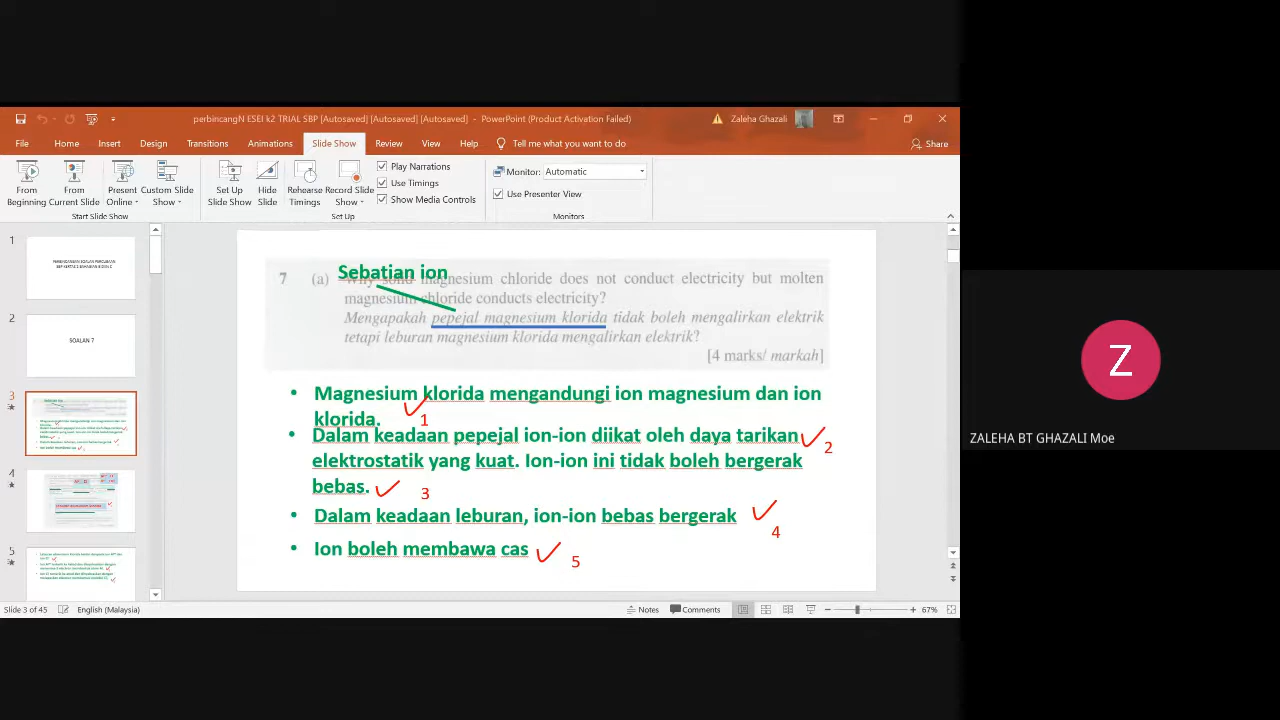 perbincangN ESEI k2 TRIAL SBP [Autosaved] [Autosaved] [Autosaved] - PowerPoint (Product Activation Failed)
Zaleha Ghazali
File Home Insert Design Transitions Animations Slide Show Review View Help Tell me what you want to do Share
From Beginning
From Current Slide
Present Online
Custom Slide Show
Set Up Slide Show
Hide Slide
Rehearse Timings
Record Slide Show
Play Narrations
Use Timings
Show Media Controls
Monitor: Automatic
Use Presenter View
Start Slide Show
Set Up
Monitors
1
2
SOALAN 7
3
4
5
Sebatian ion
7 (a) Why solid magnesium chloride does not conduct electricity but molten
magnesium chloride conducts electricity?
Mengapakah pepejal magnesium klorida tidak boleh mengalirkan elektrik
tetapi leburan magnesium klorida mengalirkan elektrik?
[4 marks/ markah]
• Magnesium klorida mengandungi ion magnesium dan ion
klorida. 1
• Dalam keadaan pepejal ion-ion diikat oleh daya tarikan 2
elektrostatik yang kuat. Ion-ion ini tidak boleh bergerak
bebas. 3
• Dalam keadaan leburan, ion-ion bebas bergerak
4
• Ion boleh membawa cas 5
Z
ZALEHA BT GHAZALI Moe
Slide 3 of 45 English (Malaysia) Notes Comments 67%